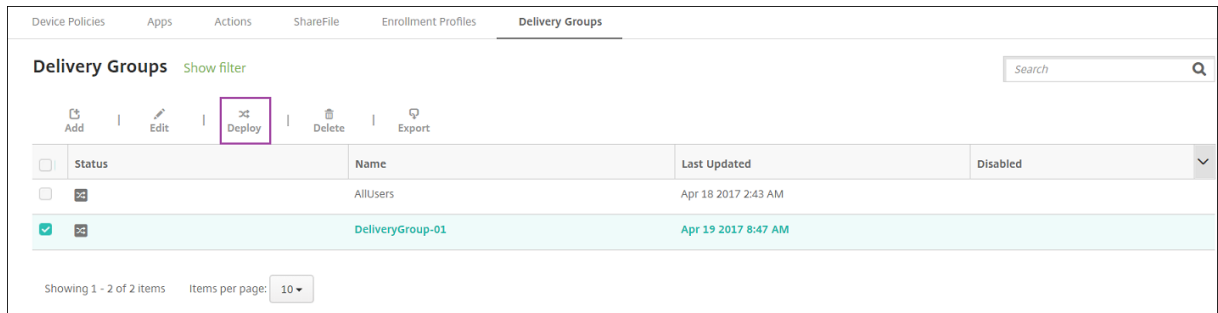 Device Policies Apps Actions ShareFile Enrollment Profiles Delivery Groups
Delivery Groups Show filter Search
Add | Edit | Deploy | Delete | Export
Status Name Last Updated Disabled
AllUsers Apr 18 2017 2:43 AM
DeliveryGroup-01 Apr 19 2017 8:47 AM
Showing 1 - 2 of 2 items Items per page: 10